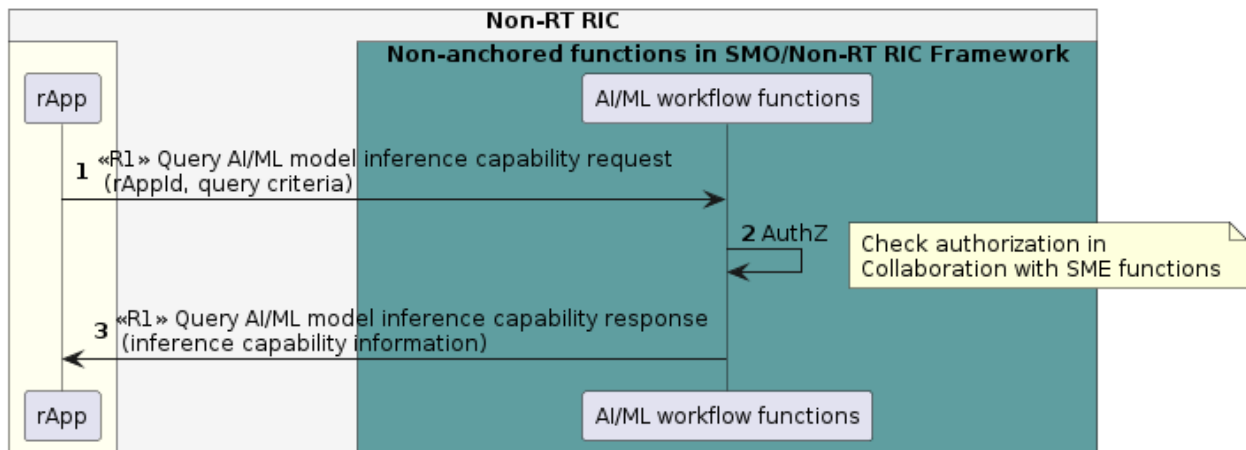 Non-RT RIC
Non-anchored functions in SMO/Non-RT RIC Framework
rApp
AI/ML workflow functions
1 «R1» Query AI/ML model inference capability request
(rAppId, query criteria)
2 AuthZ
Check authorization in
Collaboration with SME functions
3 «R1» Query AI/ML model inference capability response
(inference capability information)
rApp
AI/ML workflow functions